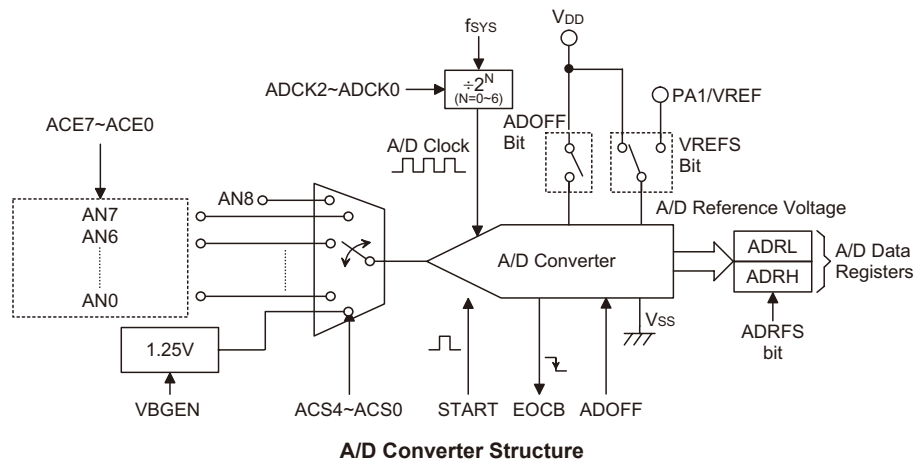 fSYS
VDD
ADCK2~ADCK0
÷2^N
(N=0~6)
PA1/VREF
ADOFF
Bit
VREFS
Bit
ACE7~ACE0
A/D Clock
AN8
AN7
AN6
AN0
A/D Reference Voltage
A/D Converter
ADRL
ADRH
A/D Data
Registers
VSS
ADRFS
bit
1.25V
VBGEN
ACS4~ACS0
START
EOCB
ADOFF
A/D Converter Structure